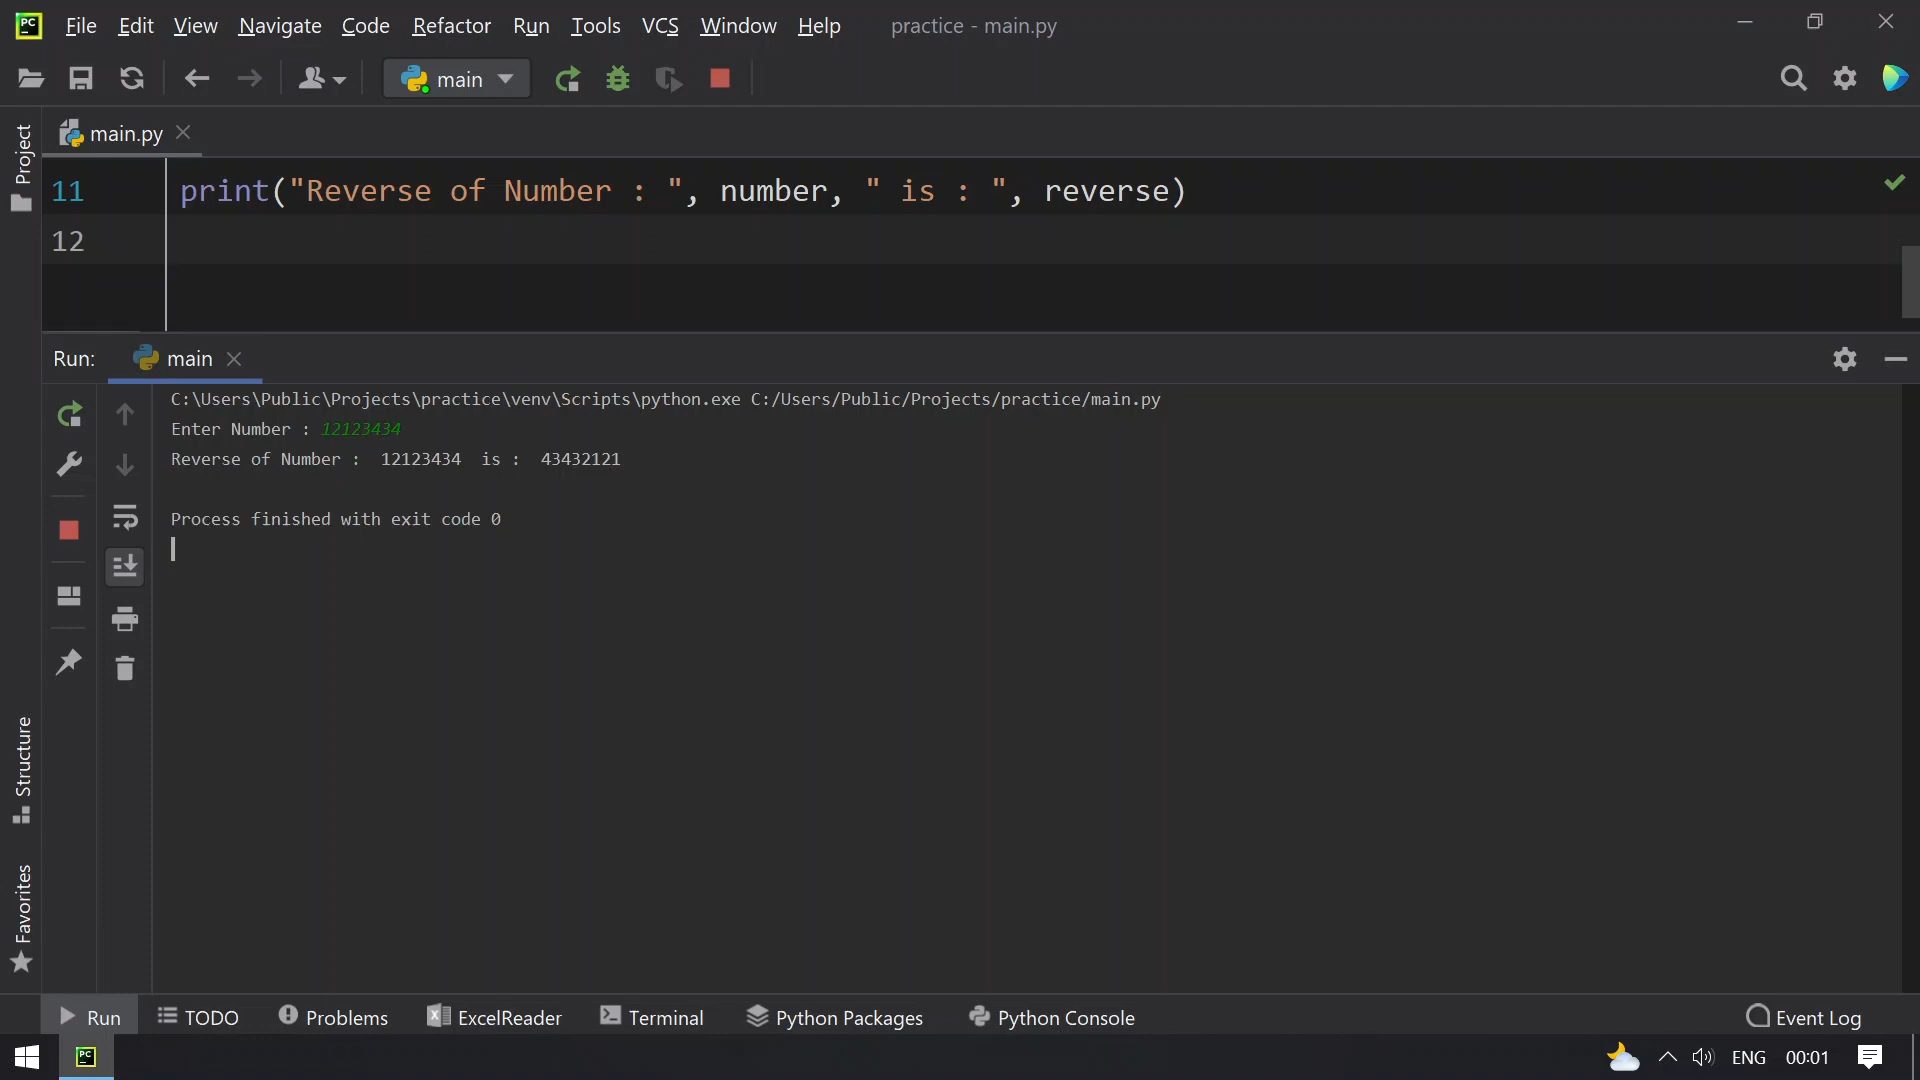 PC File Edit View Navigate Code Refactor Run Tools VCS Window Help practice - main.py
main
main.py
Project
11 print("Reverse of Number : ", number, " is : ", reverse)
12
Run: main
C:\Users\Public\Projects\practice\venv\Scripts\python.exe C:/Users/Public/Projects/practice/main.py
Enter Number : 12123434
Reverse of Number :  12123434  is :  43432121
Process finished with exit code 0
Structure
Favorites
Run TODO Problems ExcelReader Terminal Python Packages Python Console Event Log
PC ENG 00:01